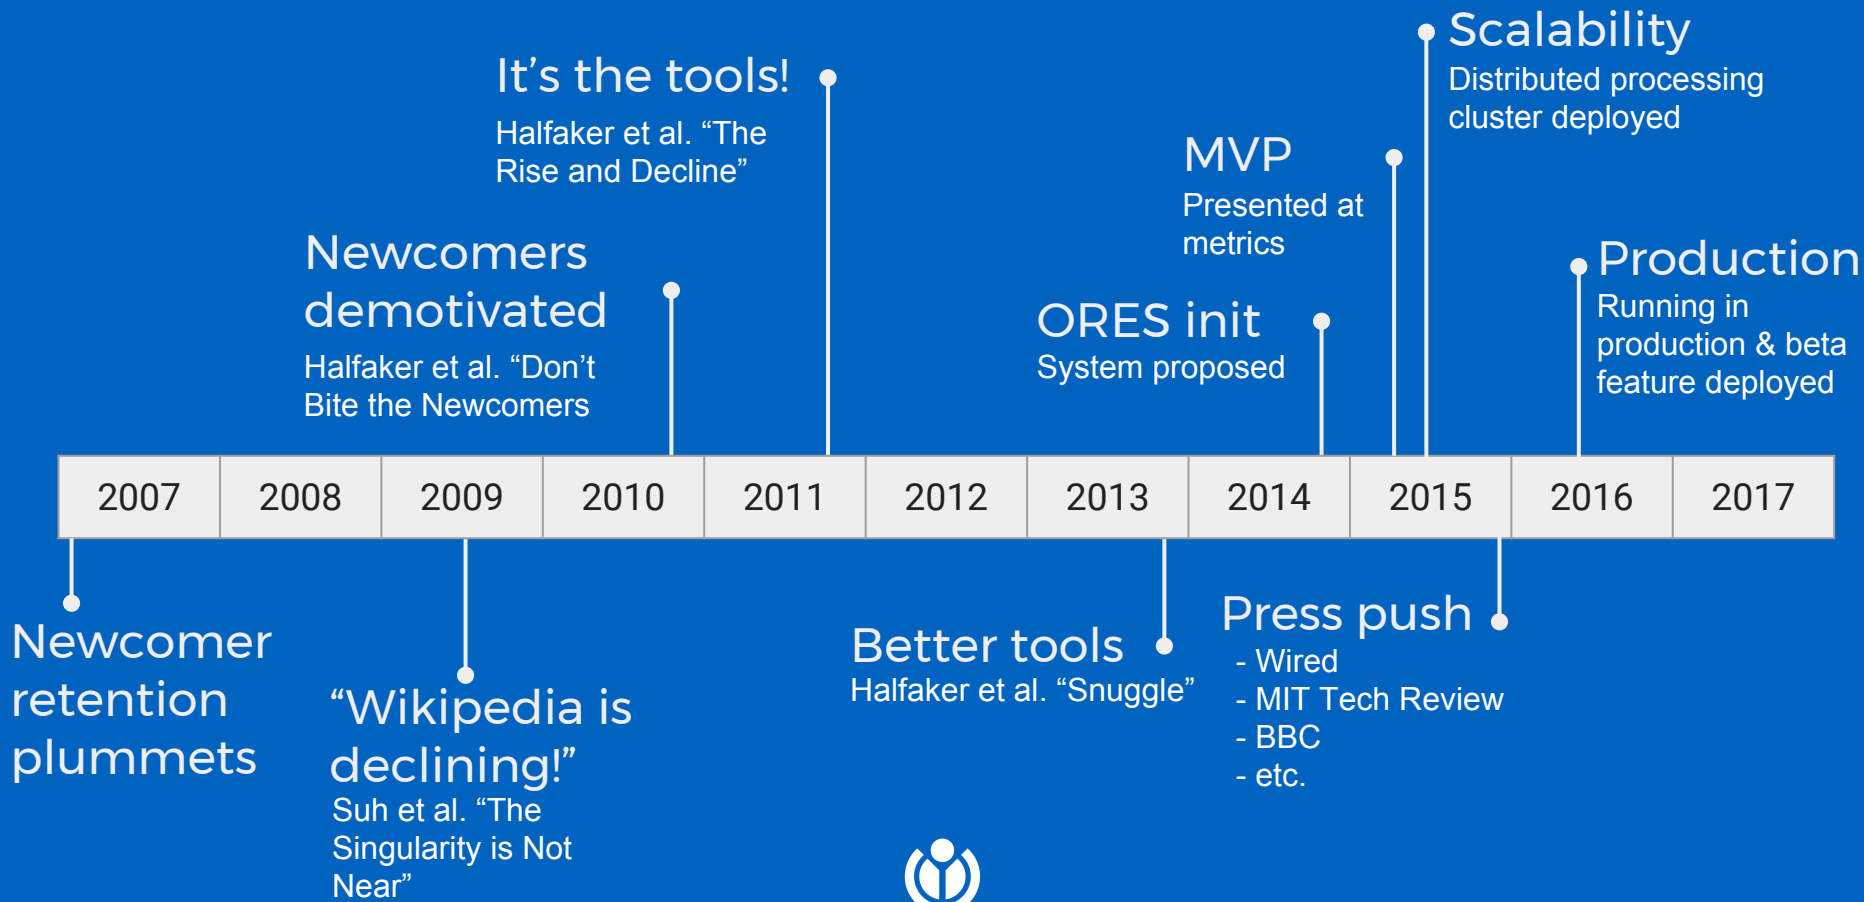 Scalability
Distributed processing
cluster deployed
It’s the tools!
Halfaker et al. “The
Rise and Decline”
MVP
Presented at
metrics
Newcomers
demotivated
Halfaker et al. “Don’t
Bite the Newcomers
Production
Running in
production & beta
feature deployed
ORES init
System proposed
2007 2008 2009 2010 2011 2012 2013 2014 2015 2016 2017
Newcomer
retention
plummets
“Wikipedia is
declining!”
Suh et al. “The
Singularity is Not
Near”
Better tools
Halfaker et al. “Snuggle”
Press push
- Wired
- MIT Tech Review
- BBC
- etc.